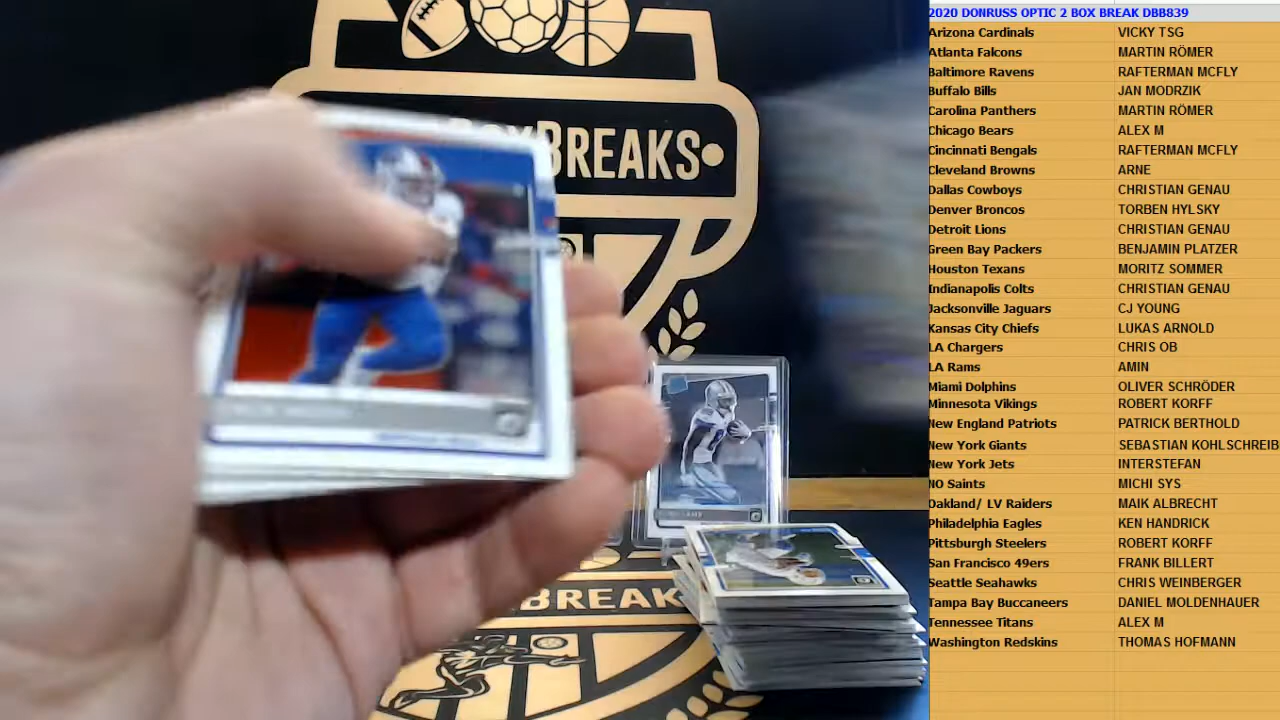 BoxBREAKS
BREAKS
2020 DONRUSS OPTIC 2 BOX BREAK DBB839
Arizona Cardinals VICKY TSG
Atlanta Falcons MARTIN RÖMER
Baltimore Ravens RAFTERMAN MCFLY
Buffalo Bills JAN MODRZIK
Carolina Panthers MARTIN RÖMER
Chicago Bears ALEX M
Cincinnati Bengals RAFTERMAN MCFLY
Cleveland Browns ARNE
Dallas Cowboys CHRISTIAN GENAU
Denver Broncos TORBEN HYLSKY
Detroit Lions CHRISTIAN GENAU
Green Bay Packers BENJAMIN PLATZER
Houston Texans MORITZ SOMMER
Indianapolis Colts CHRISTIAN GENAU
Jacksonville Jaguars CJ YOUNG
Kansas City Chiefs LUKAS ARNOLD
LA Chargers CHRIS OB
LA Rams AMIN
Miami Dolphins OLIVER SCHRÖDER
Minnesota Vikings ROBERT KORFF
New England Patriots PATRICK BERTHOLD
New York Giants SEBASTIAN KOHLSCHREIB
New York Jets INTERSTEFAN
NO Saints MICHI SYS
Oakland/ LV Raiders MAIK ALBRECHT
Philadelphia Eagles KEN HANDRICK
Pittsburgh Steelers ROBERT KORFF
San Francisco 49ers FRANK BILLERT
Seattle Seahawks CHRIS WEINBERGER
Tampa Bay Buccaneers DANIEL MOLDENHAUER
Tennessee Titans ALEX M
Washington Redskins THOMAS HOFMANN